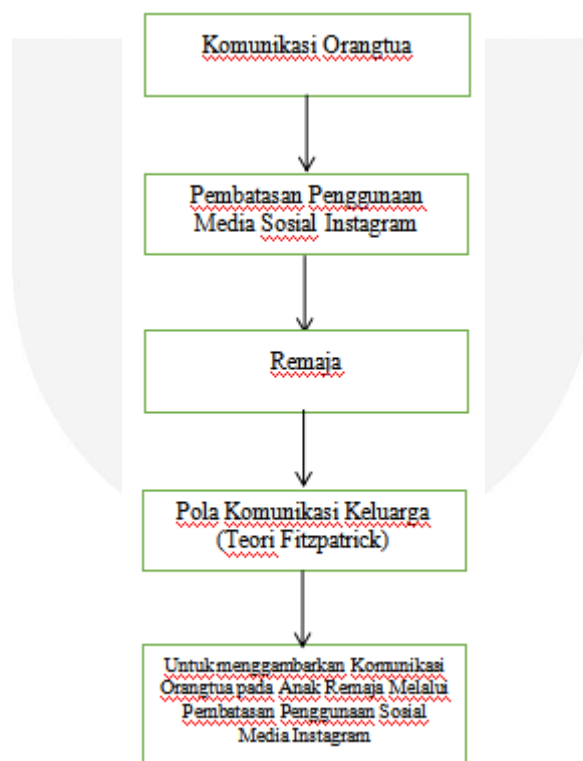 Komunikasi Orangtua
Pembatasan Penggunaan
Media Sosial Instagram
Remaja
Pola Komunikasi Keluarga
(Teori Fitzpatrick)
Untuk menggambarkan Komunikasi
Orangtua pada Anak Remaja Melalui
Pembatasan Penggunaan Sosial
Media Instagram